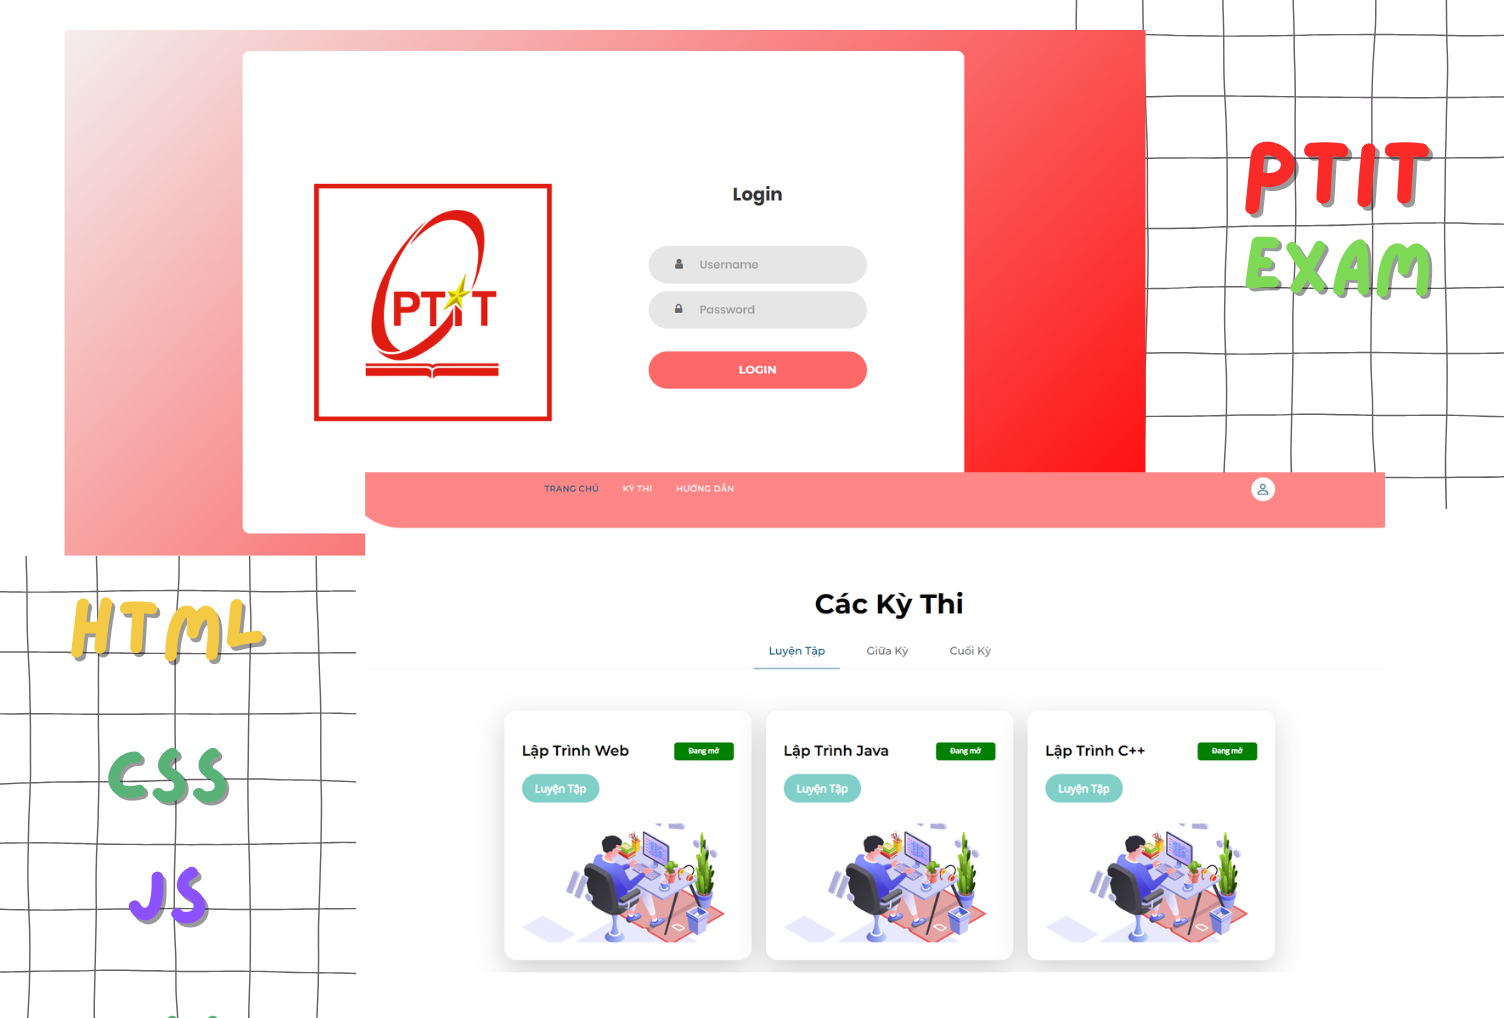 PTIT
EXAM
Login
PTIT
Username
Password
LOGIN
TRANG CHỦ
KỲ THI
HƯỚNG DẪN
Các Kỳ Thi
Luyện Tập
Giữa Kỳ
Cuối Kỳ
Lập Trình Web
Đang mở
Luyện Tập
Lập Trình Java
Đang mở
Luyện Tập
Lập Trình C++
Đang mở
Luyện Tập
HTML
CSS
JS